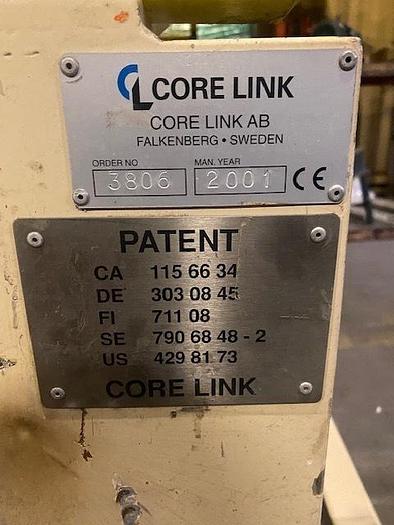 CL CORE LINK
CORE LINK AB
FALKENBERG • SWEDEN
ORDER NO MAN. YEAR
3806 2001 CE
PATENT
CA 115 66 34
DE 303 08 45
FI 711 08
SE 790 68 48 - 2
US 429 81 73
CORE LINK